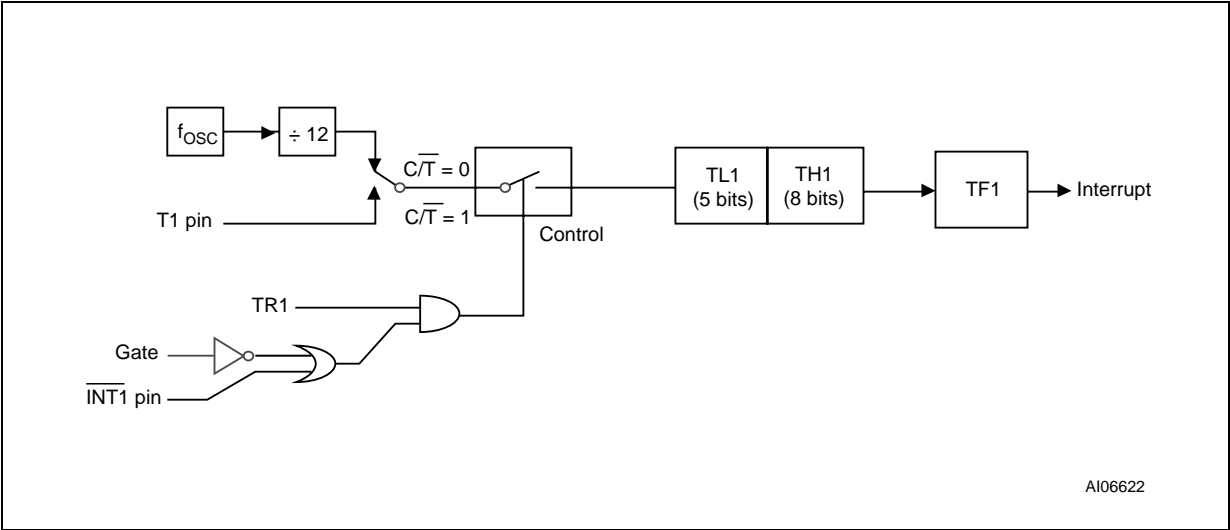 fOSC
÷ 12
C/T̅ = 0
C/T̅ = 1
T1 pin
Control
TL1
(5 bits)
TH1
(8 bits)
TF1
Interrupt
TR1
Gate
I̅N̅T̅1 pin
AI06622